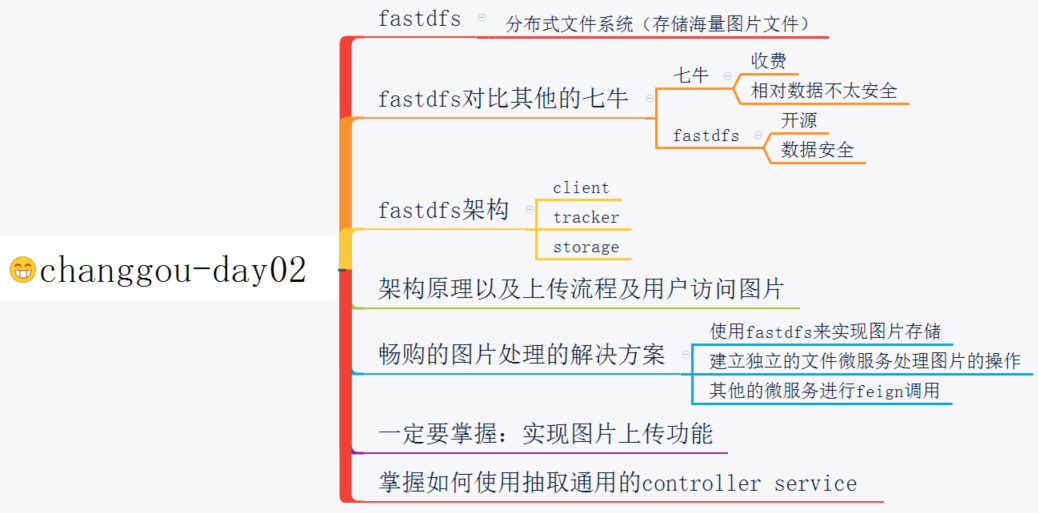 changgou-day02
fastdfs
分布式文件系统（存储海量图片文件）
fastdfs对比其他的七牛
七牛
收费
相对数据不太安全
fastdfs
开源
数据安全
fastdfs架构
client
tracker
storage
架构原理以及上传流程及用户访问图片
畅购的图片处理的解决方案
使用fastdfs来实现图片存储
建立独立的文件微服务处理图片的操作
其他的微服务进行feign调用
一定要掌握：实现图片上传功能
掌握如何使用抽取通用的controller service